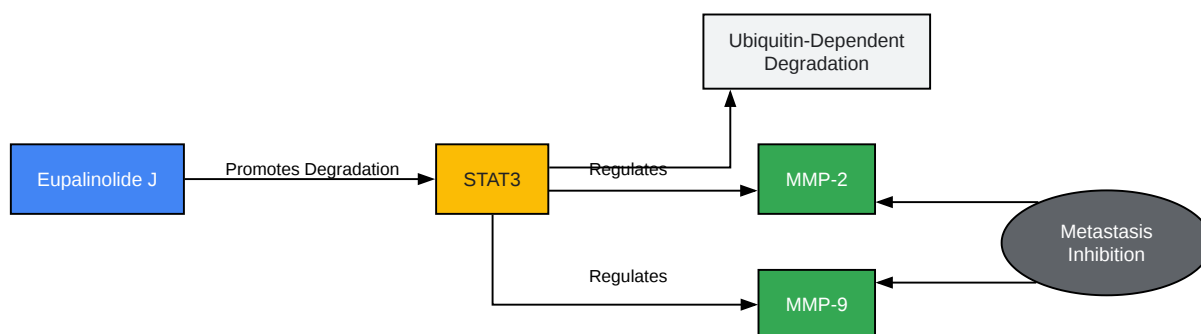 Ubiquitin-Dependent
Degradation
Eupalinolide J
Promotes Degradation
STAT3
Regulates
MMP-2
Metastasis
Inhibition
Regulates
MMP-9